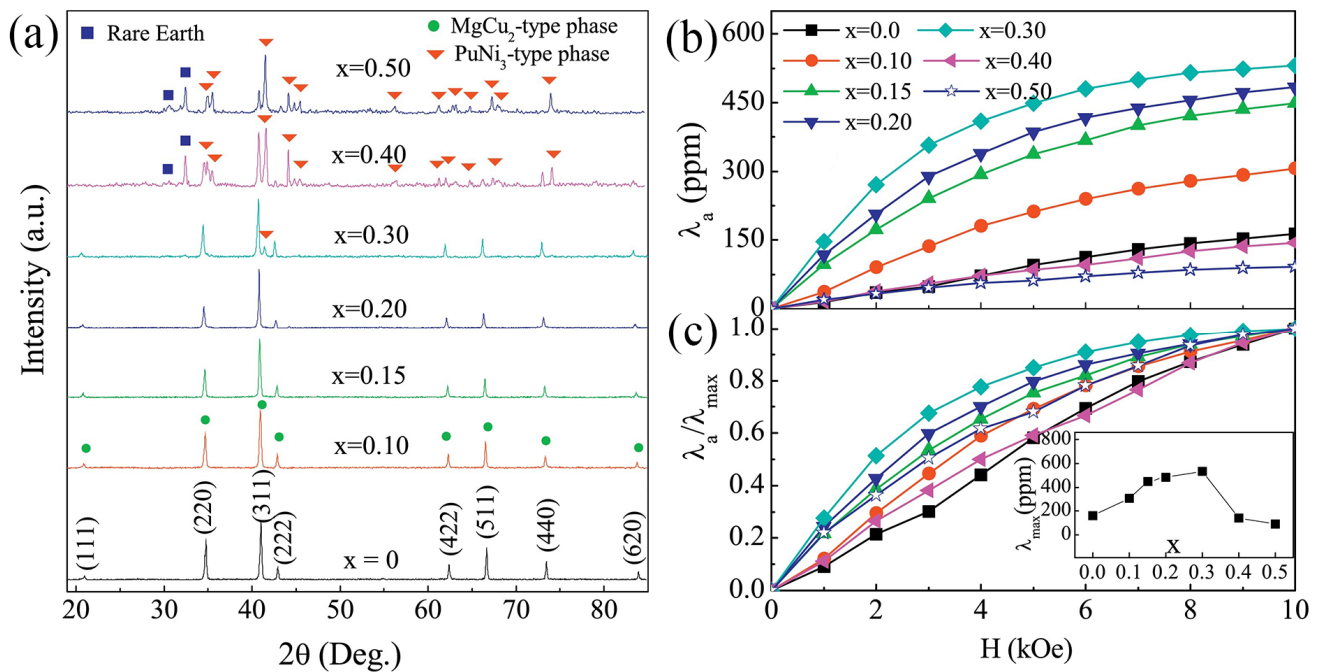 (a)
Rare Earth
MgCu₂-type phase
PuNi₃-type phase
x=0.50
x=0.40
x=0.30
x=0.20
x=0.15
x=0.10
x = 0
(111)
(220)
(311)
(222)
(422)
(511)
(440)
(620)
Intensity (a.u.)
20 30 40 50 60 70 80
2θ (Deg.)
(b)
x=0.0
x=0.10
x=0.15
x=0.20
x=0.30
x=0.40
x=0.50
600
450
300
150
0
λₐ (ppm)
(c)
1.0
0.8
0.6
0.4
0.2
0.0
λₐ/λmax
0 2 4 6 8 10
H (kOe)
800
600
400
200
0
λmax(ppm)
0.0 0.1 0.2 0.3 0.4 0.5
X